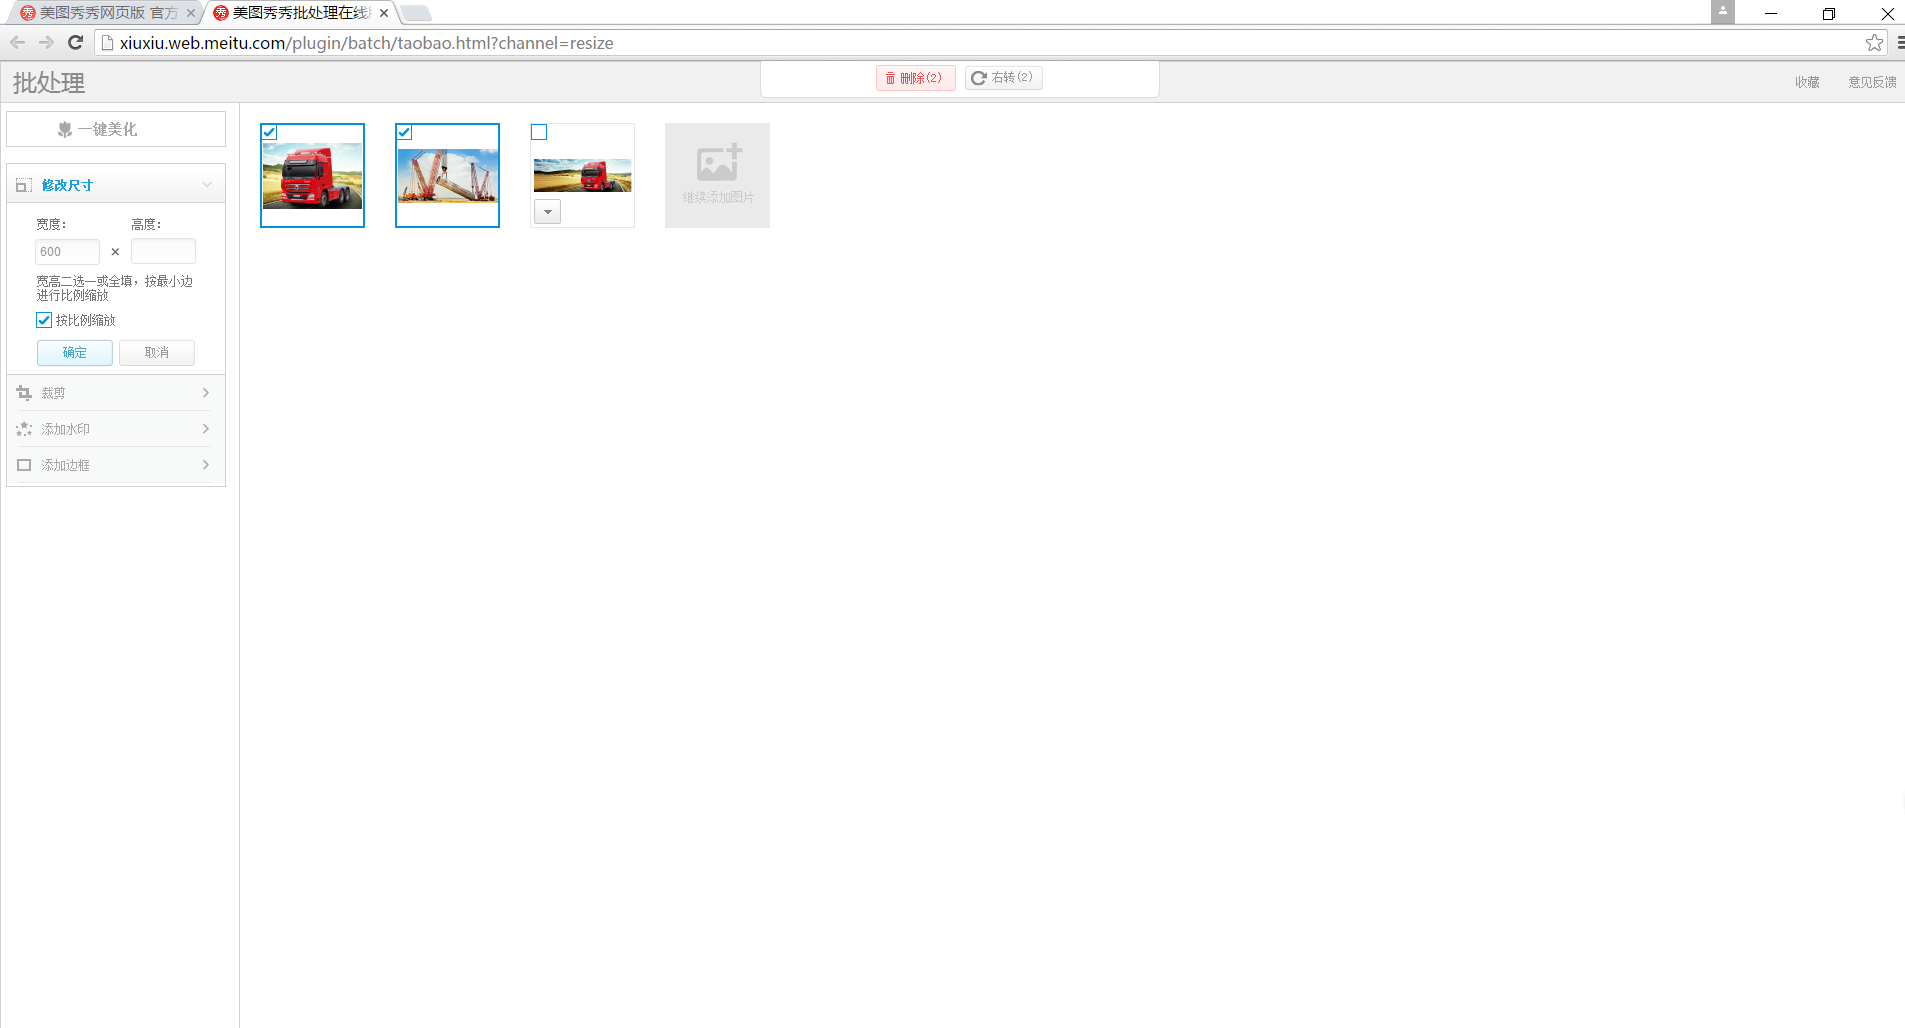 美图秀秀网页版 官方
美图秀秀批处理在线
xiuxiu.web.meitu.com/plugin/batch/taobao.html?channel=resize
批处理
删除(2)
右转(2)
收藏
意见反馈
一键美化
修改尺寸
宽度：
高度：
600
×
宽高二选一或全填，按最小边
进行比例缩放
按比例缩放
确定
取消
裁剪
添加水印
添加边框
继续添加图片